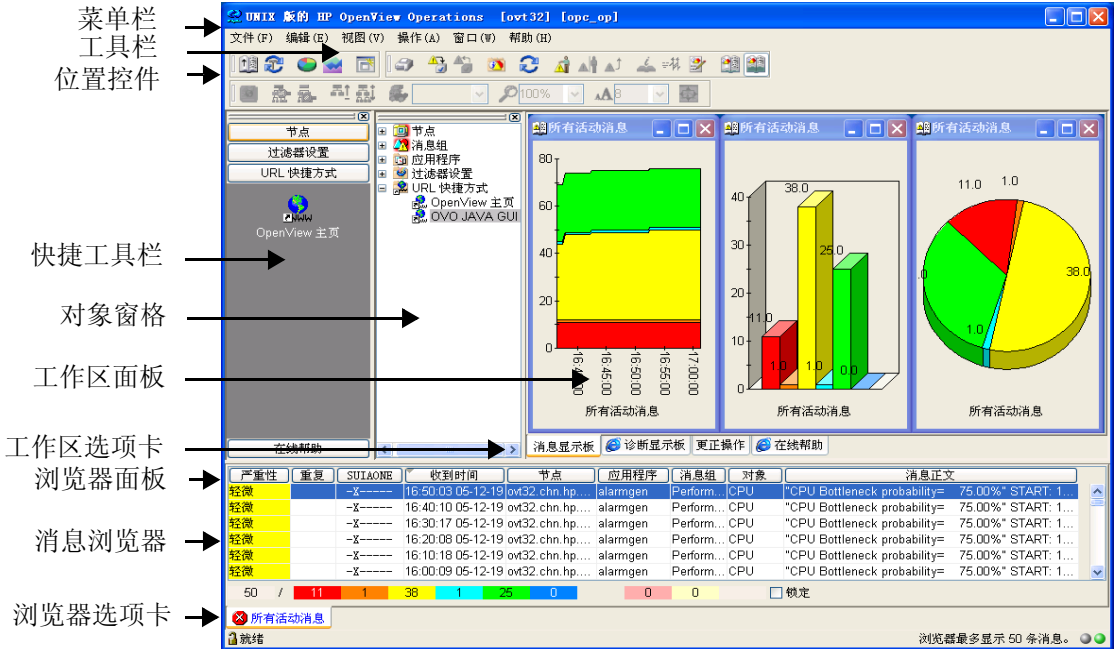 菜单栏
工具栏
位置控件
快捷工具栏
对象窗格
工作区面板
工作区选项卡
浏览器面板
消息浏览器
浏览器选项卡
UNIX 版的 HP OpenView Operations [ovt32] [opc_op]
文件(F) 编辑(E) 视图(V) 操作(A) 窗口(W) 帮助(H)
100% 8
节点
过滤器设置
URL 快捷方式
OpenView 主页
在线帮助
节点
消息组
应用程序
过滤器设置
URL 快捷方式
OpenView 主页
OVO JAVA GUI
所有活动消息
80
60
40
20
0
16:45:00
16:50:00
16:55:00
17:00:00
所有活动消息
所有活动消息
40
30
20
10
0
11.0
1.0
38.0
1.0
25.0
0.0
所有活动消息
所有活动消息
11.0 1.0
38.0
1.0
所有活动消息
消息显示板 诊断显示板 更正操作 在线帮助
严重性 重复 SUIAONE 收到时间 节点 应用程序 消息组 对象 消息正文
轻微 -X----- 16:50:03 05-12-19 ovt32.chn.hp.... alarmgen Perform... CPU "CPU Bottleneck probability= 75.00%" START: 1...
轻微 -X----- 16:40:10 05-12-19 ovt32.chn.hp.... alarmgen Perform... CPU "CPU Bottleneck probability= 75.00%" START: 1...
轻微 -X----- 16:30:17 05-12-19 ovt32.chn.hp.... alarmgen Perform... CPU "CPU Bottleneck probability= 75.00%" START: 1...
轻微 -X----- 16:20:08 05-12-19 ovt32.chn.hp.... alarmgen Perform... CPU "CPU Bottleneck probability= 75.00%" START: 1...
轻微 -X----- 16:10:18 05-12-19 ovt32.chn.hp.... alarmgen Perform... CPU "CPU Bottleneck probability= 75.00%" START: 1...
轻微 -X----- 16:00:09 05-12-19 ovt32.chn.hp.... alarmgen Perform... CPU "CPU Bottleneck probability= 75.00%" START: 1...
50 / 11 1 38 1 25 0 0 0 锁定
所有活动消息
就绪 浏览器最多显示 50 条消息。